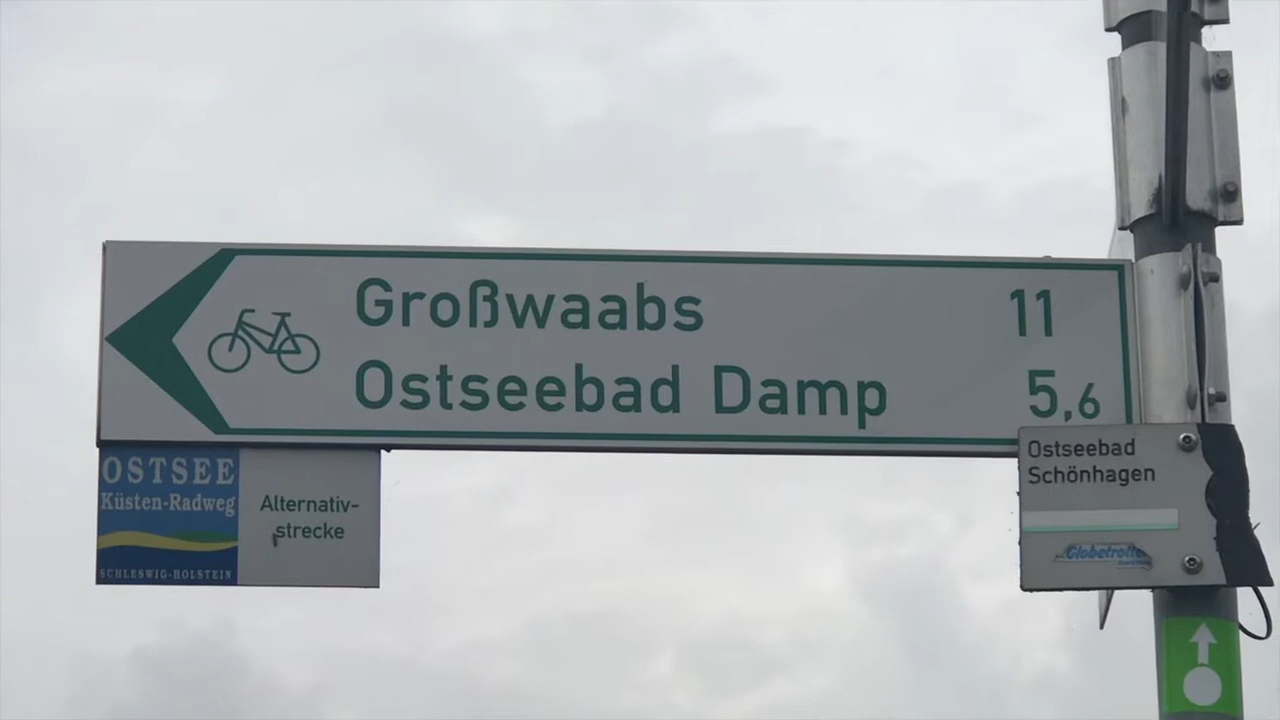 Großwaabs 11
Ostseebad Damp 5,6
OSTSEE
Küsten-Radweg
SCHLESWIG-HOLSTEIN
Alternativ-
strecke
Ostseebad
Schönhagen
Globetrotter